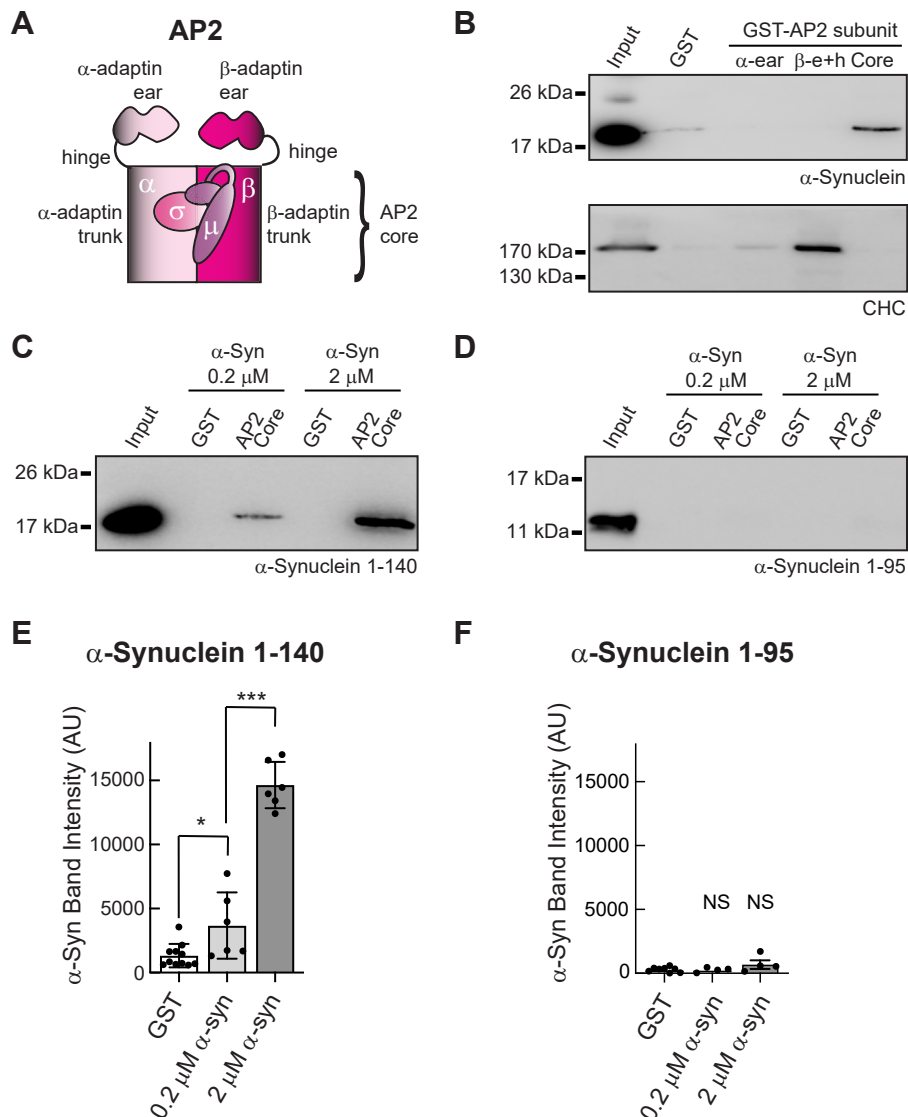 A
AP2
α-adaptin
ear
β-adaptin
ear
hinge
hinge
α
β
σ
μ
α-adaptin
trunk
β-adaptin
trunk
AP2
core
B
Input
GST
GST-AP2 subunit
α-ear β-e+h Core
26 kDa
17 kDa
α-Synuclein
170 kDa
130 kDa
CHC
C
α-Syn
0.2 μM
α-Syn
2 μM
Input
GST
AP2
Core
GST
AP2
Core
26 kDa
17 kDa
α-Synuclein 1-140
D
α-Syn
0.2 μM
α-Syn
2 μM
Input
GST
AP2
Core
GST
AP2
Core
17 kDa
11 kDa
α-Synuclein 1-95
E
α-Synuclein 1-140
α-Syn Band Intensity (AU)
15000
10000
5000
0
*
***
GST
0.2 μM α-syn
2 μM α-syn
F
α-Synuclein 1-95
α-Syn Band Intensity (AU)
15000
10000
5000
0
NS
NS
GST
0.2 μM α-syn
2 μM α-syn